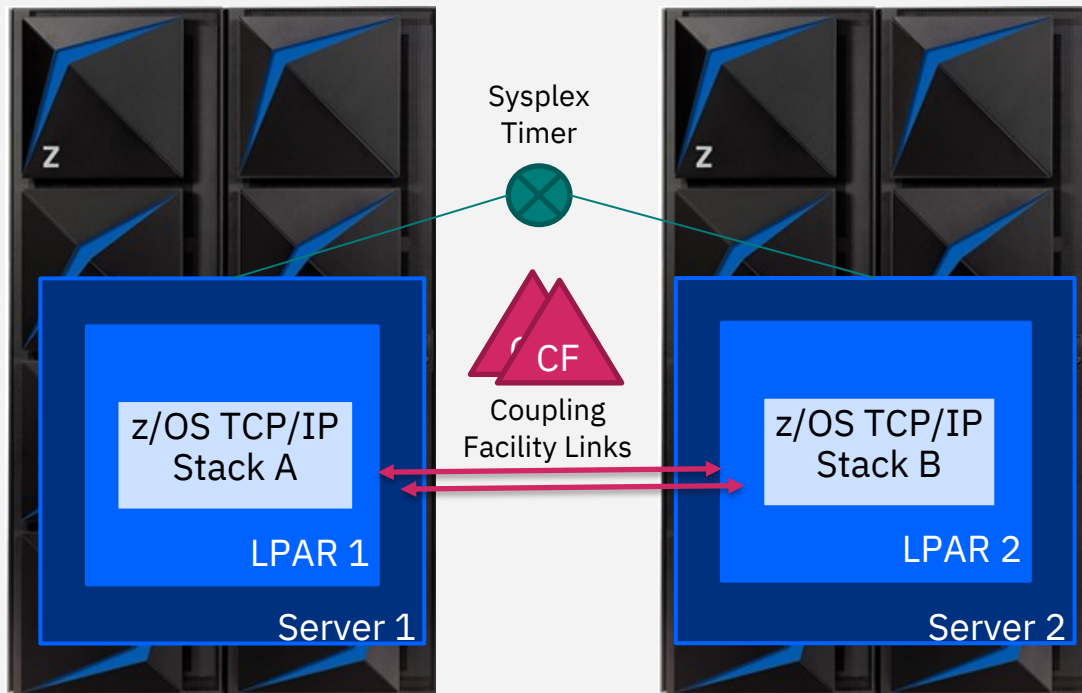 Sysplex
Timer
Z
Z
CF
Coupling
Facility Links
z/OS TCP/IP
Stack A
LPAR 1
Server 1
z/OS TCP/IP
Stack B
LPAR 2
Server 2